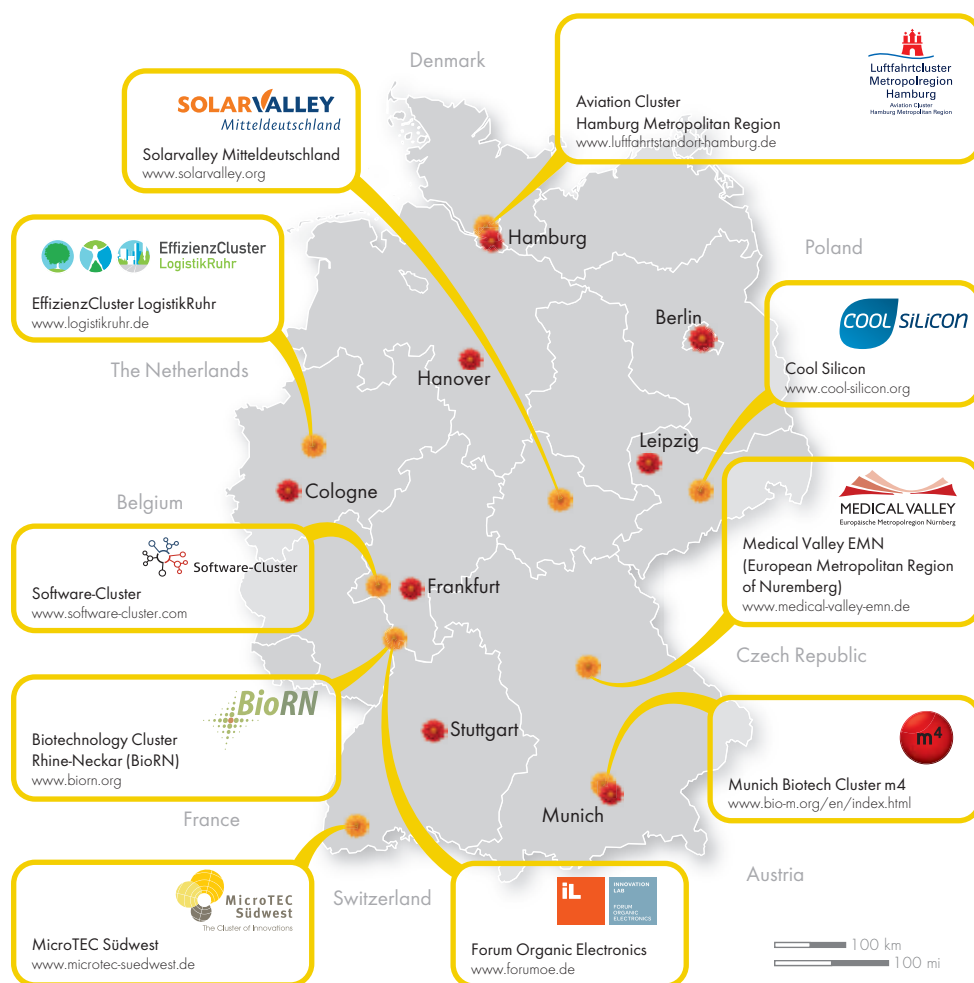 Denmark
SOLARVALLEY
Mitteldeutschland
Solarvalley Mitteldeutschland
www.solarvalley.org
Luftfahrtcluster
Metropolregion
Hamburg
Aviation Cluster
Hamburg Metropolitan Region
Aviation Cluster
Hamburg Metropolitan Region
www.luftfahrtstandort-hamburg.de
EffizienzCluster
LogistikRuhr
EffizienzCluster LogistikRuhr
www.logistikruhr.de
Hamburg
Poland
Berlin
COOL SILICON
Cool Silicon
www.cool-silicon.org
The Netherlands
Hanover
Leipzig
Cologne
Belgium
MEDICAL VALLEY
Europäische Metropolregion Nürnberg
Medical Valley EMN
(European Metropolitan Region
of Nuremberg)
www.medical-valley-emn.de
Software-Cluster
Software-Cluster
www.software-cluster.com
Frankfurt
Czech Republic
BioRN
Biotechnology Cluster
Rhine-Neckar (BioRN)
www.biorn.org
Stuttgart
m4
Munich Biotech Cluster m4
www.bio-m.org/en/index.html
Munich
France
Switzerland
Austria
MicroTEC
Südwest
The Cluster of Innovations
MicroTEC Südwest
www.microtec-suedwest.de
iL
INNOVATION
LAB
FORUM
ORGANIC
ELECTRONICS
Forum Organic Electronics
www.forumoe.de
100 km
100 mi